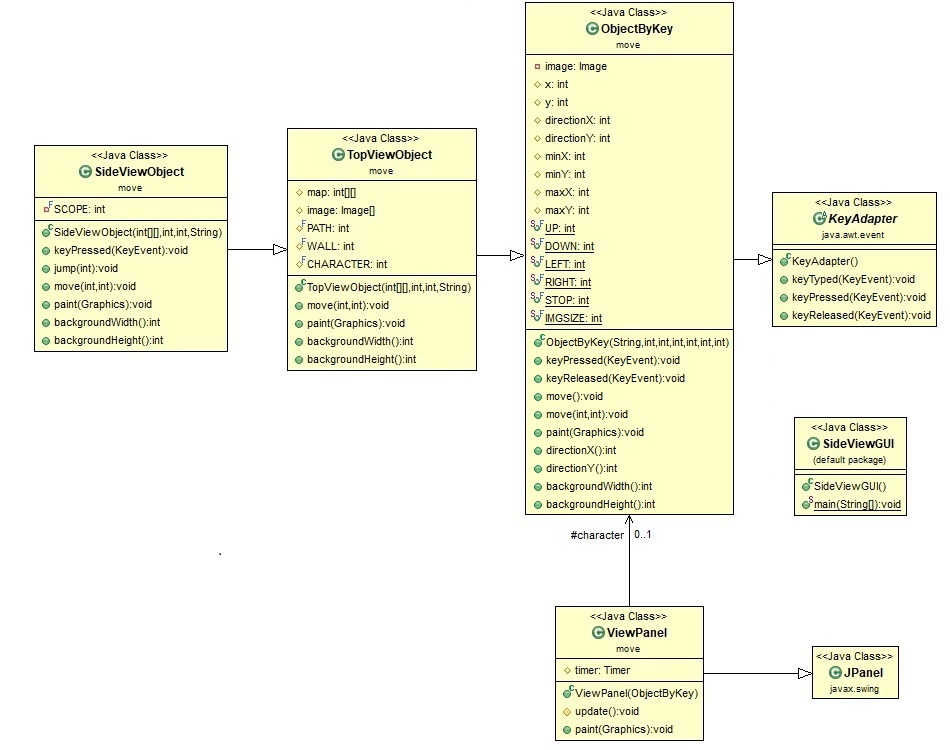 <<Java Class>>
SideViewObject
move
SCOPE: int
SideViewObject(int[][],int,int,String)
keyPressed(KeyEvent):void
jump(int):void
move(int,int):void
paint(Graphics):void
backgroundWidth():int
backgroundHeight():int
<<Java Class>>
TopViewObject
move
map: int[][]
image: Image[]
PATH: int
WALL: int
CHARACTER: int
TopViewObject(int[][],int,int,String)
move(int,int):void
paint(Graphics):void
backgroundWidth():int
backgroundHeight():int
<<Java Class>>
ObjectByKey
move
image: Image
x: int
y: int
directionX: int
directionY: int
minX: int
minY: int
maxX: int
maxY: int
UP: int
DOWN: int
LEFT: int
RIGHT: int
STOP: int
IMGSIZE: int
ObjectByKey(String,int,int,int,int,int,int)
keyPressed(KeyEvent):void
keyReleased(KeyEvent):void
move():void
move(int,int):void
paint(Graphics):void
directionX():int
directionY():int
backgroundWidth():int
backgroundHeight():int
<<Java Class>>
KeyAdapter
java.awt.event
KeyAdapter()
keyTyped(KeyEvent):void
keyPressed(KeyEvent):void
keyReleased(KeyEvent):void
<<Java Class>>
SideViewGUI
(default package)
SideViewGUI()
main(String[]):void
#character 0..1
<<Java Class>>
ViewPanel
move
timer: Timer
ViewPanel(ObjectByKey)
update():void
paint(Graphics):void
<<Java Class>>
JPanel
javax.swing